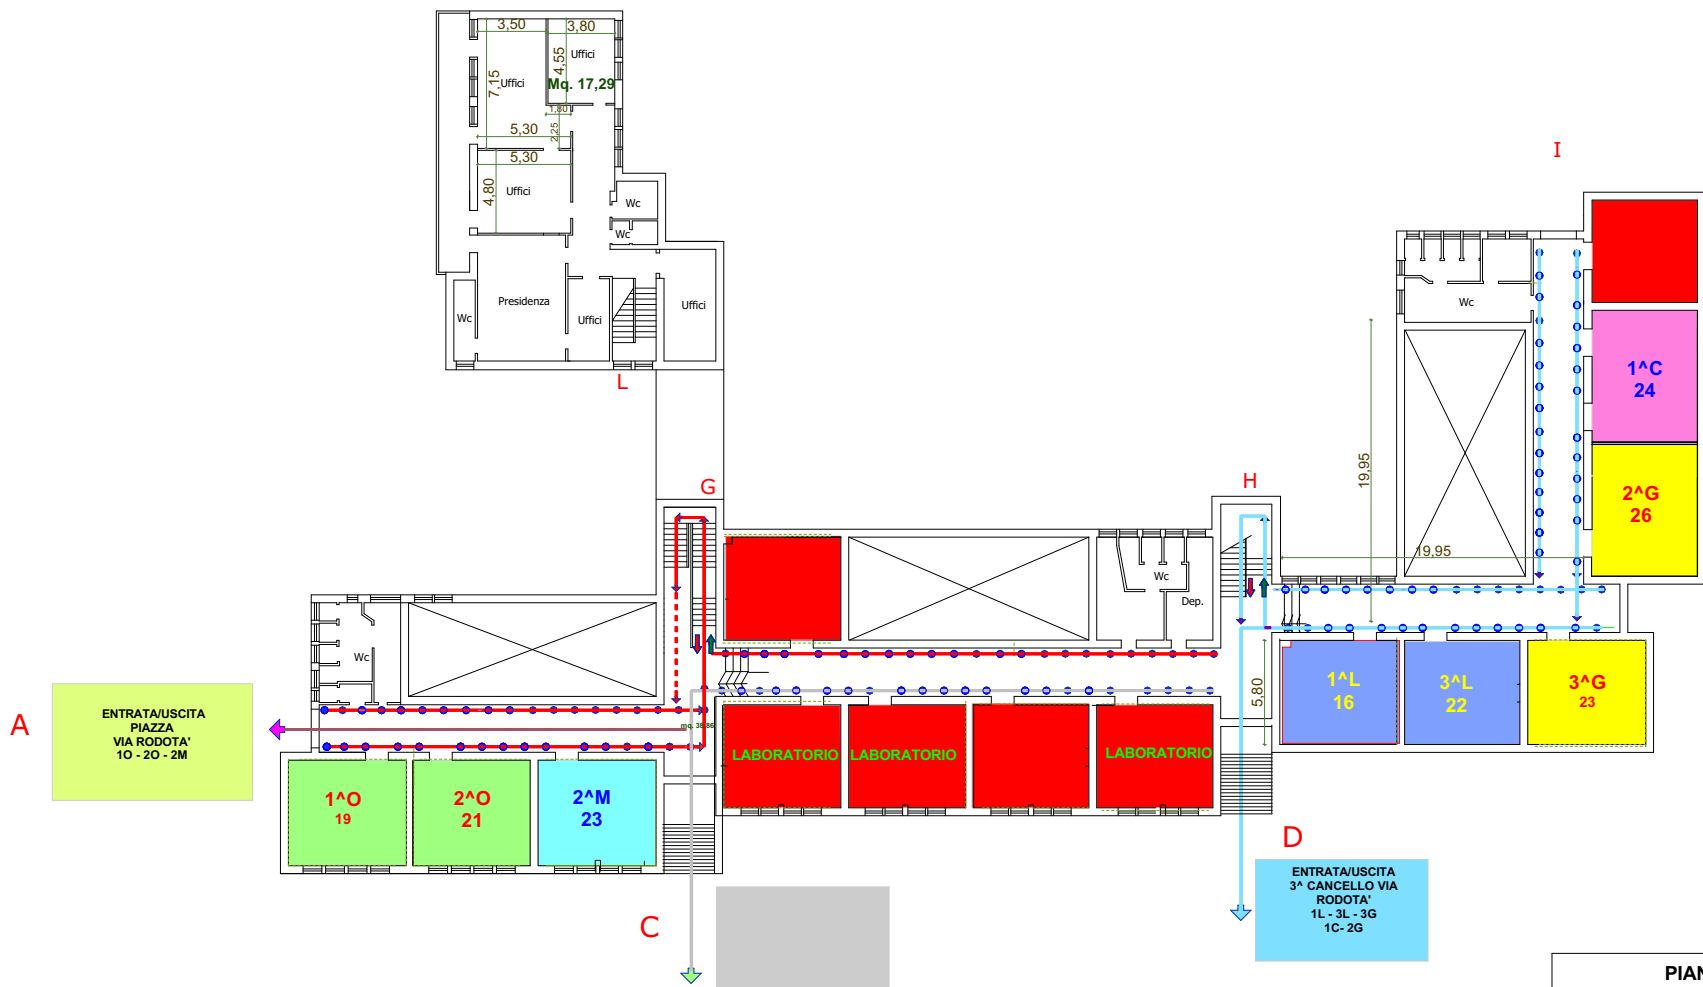 3,50
3,80
Uffici
4,55
7,15
Uffici
Mq. 17,29
1,80
2,25
5,30
5,30
4,80
Uffici
Wc
Wc
Presidenza
Uffici
Uffici
Wc
L
I
Wc
1^C
24
2^G
26
19,95
19,95
G
H
Wc
Dep.
Wc
mq. 38,86
5,80
1^L
16
3^L
22
3^G
23
A
ENTRATA/USCITA
PIAZZA
VIA RODOTA'
1O - 2O - 2M
LABORATORIO
LABORATORIO
LABORATORIO
1^O
19
2^O
21
2^M
23
C
D
ENTRATA/USCITA
3^ CANCELLO VIA
RODOTA'
1L - 3L - 3G
1C- 2G
PIAN